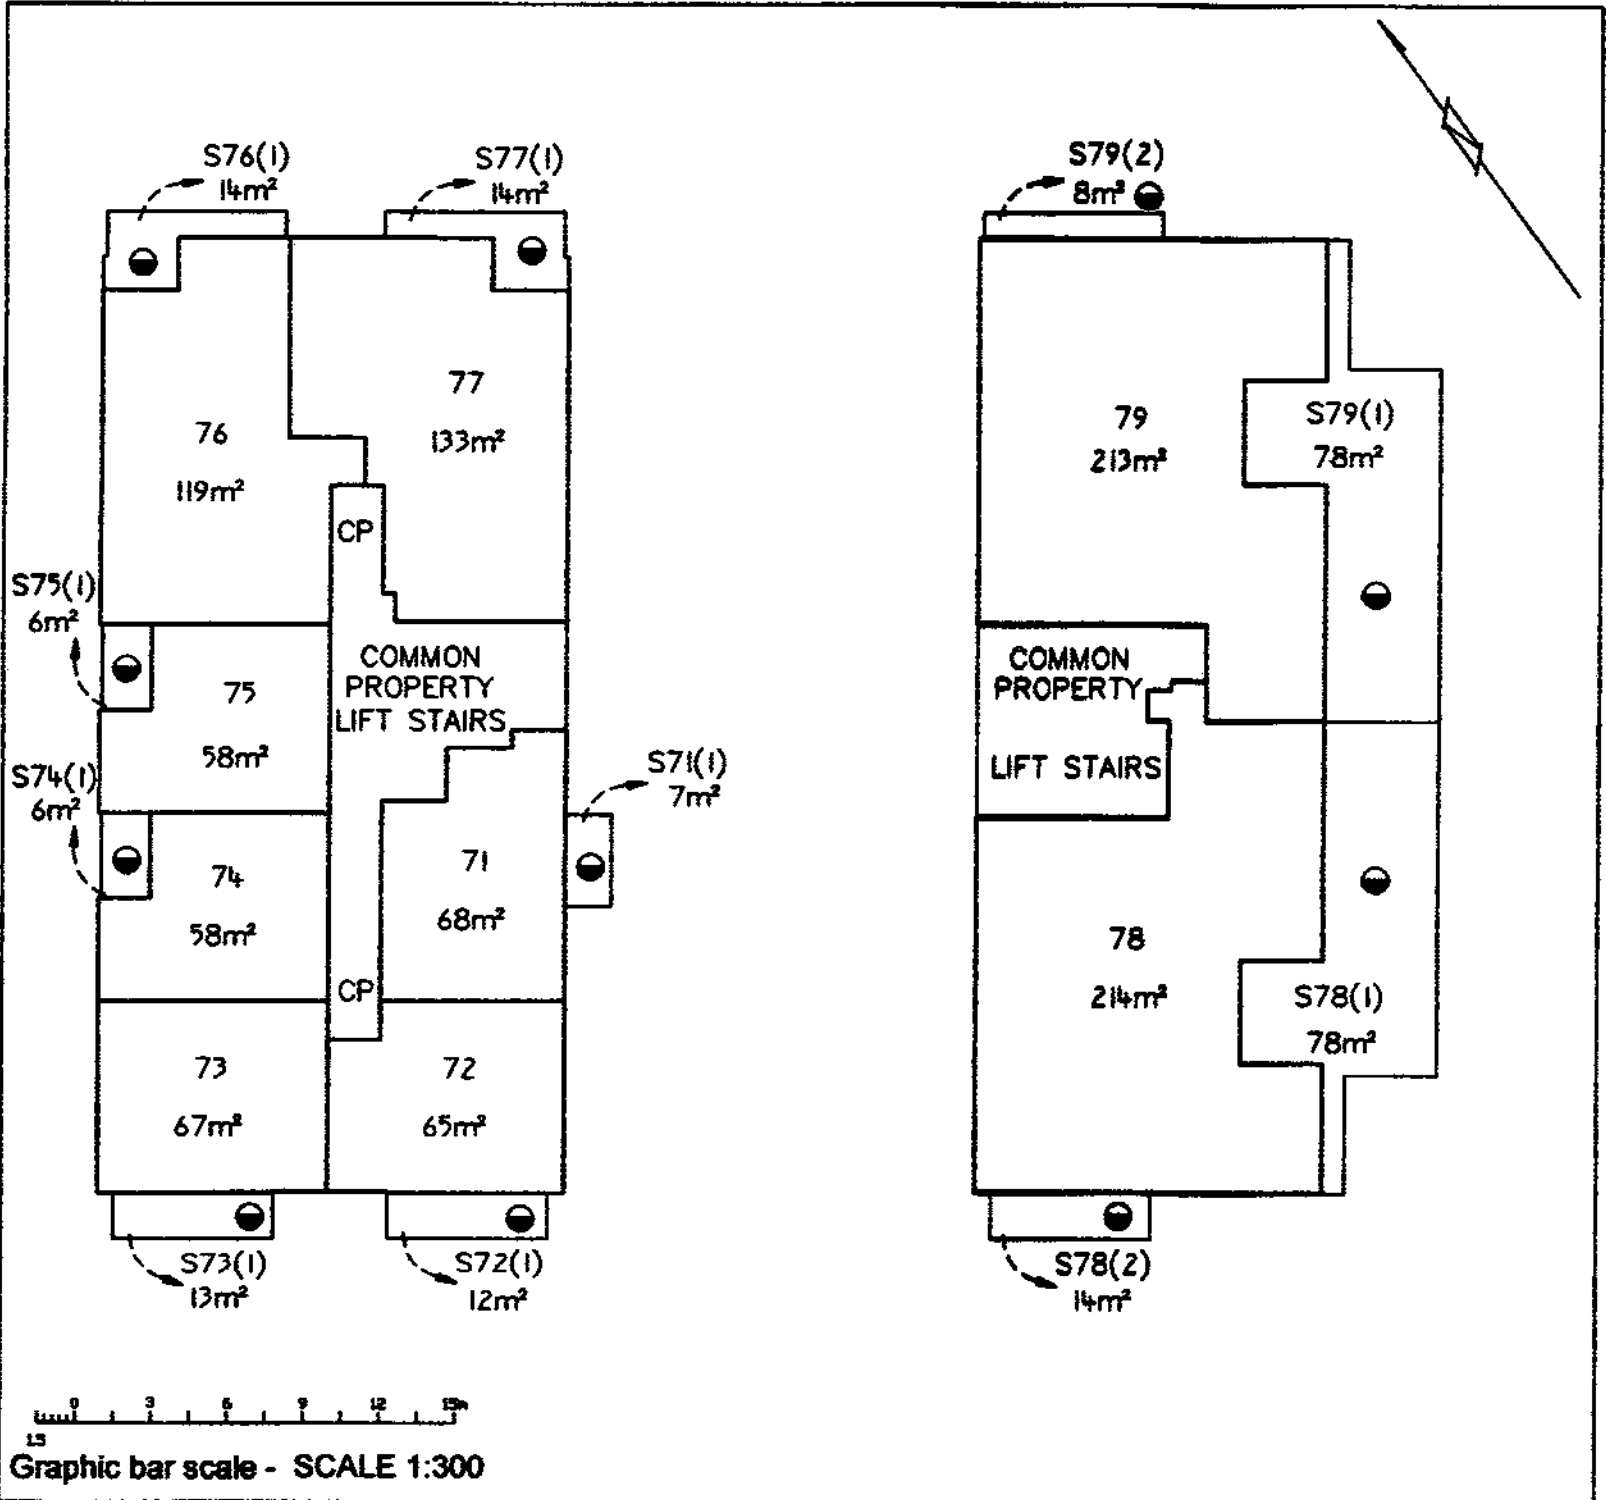 S76(1)
14m²
S77(1)
14m²
S79(2)
8m²
77
133m²
76
119m²
79
213m²
S79(1)
78m²
CP
S75(1)
6m²
COMMON
PROPERTY
LIFT STAIRS
75
58m²
COMMON
PROPERTY
LIFT STAIRS
S74(1)
6m²
S71(1)
7m²
74
58m²
71
68m²
CP
78
214m²
S78(1)
78m²
73
67m²
72
65m²
S73(1)
13m²
S72(1)
12m²
S78(2)
14m²
0 3 6 9 12 15m
1.5
Graphic bar scale - SCALE 1:300